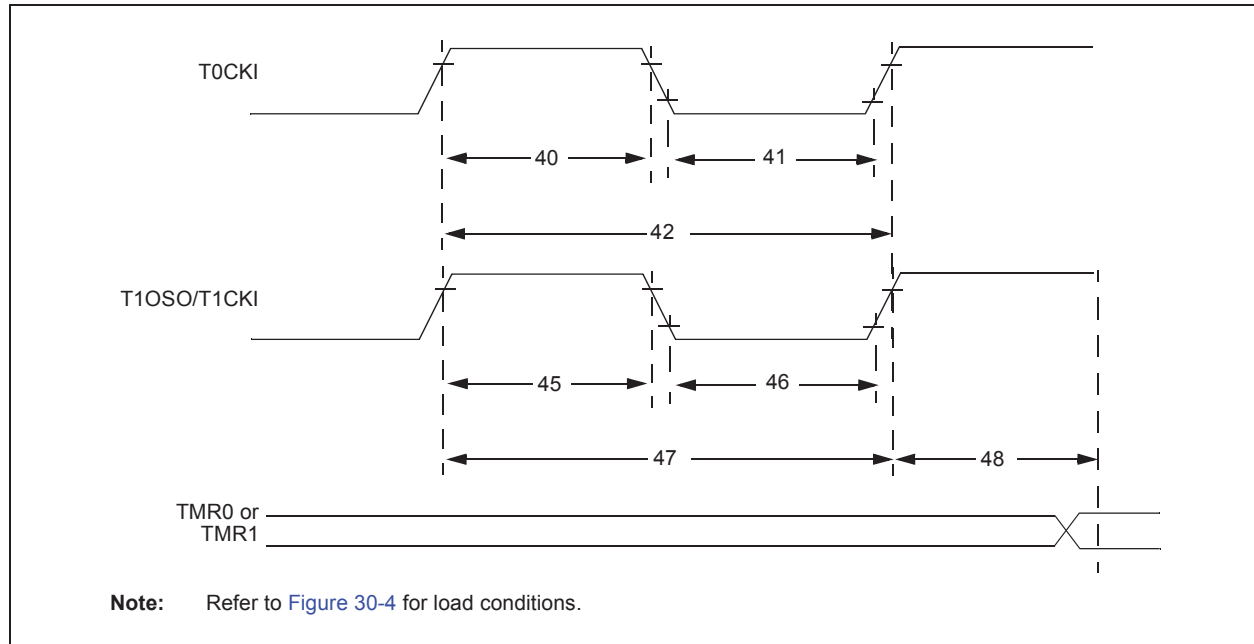 T0CKI
40
41
42
T1OSO/T1CKI
45
46
47
48
TMR0 or
TMR1
Note: Refer to Figure 30-4 for load conditions.